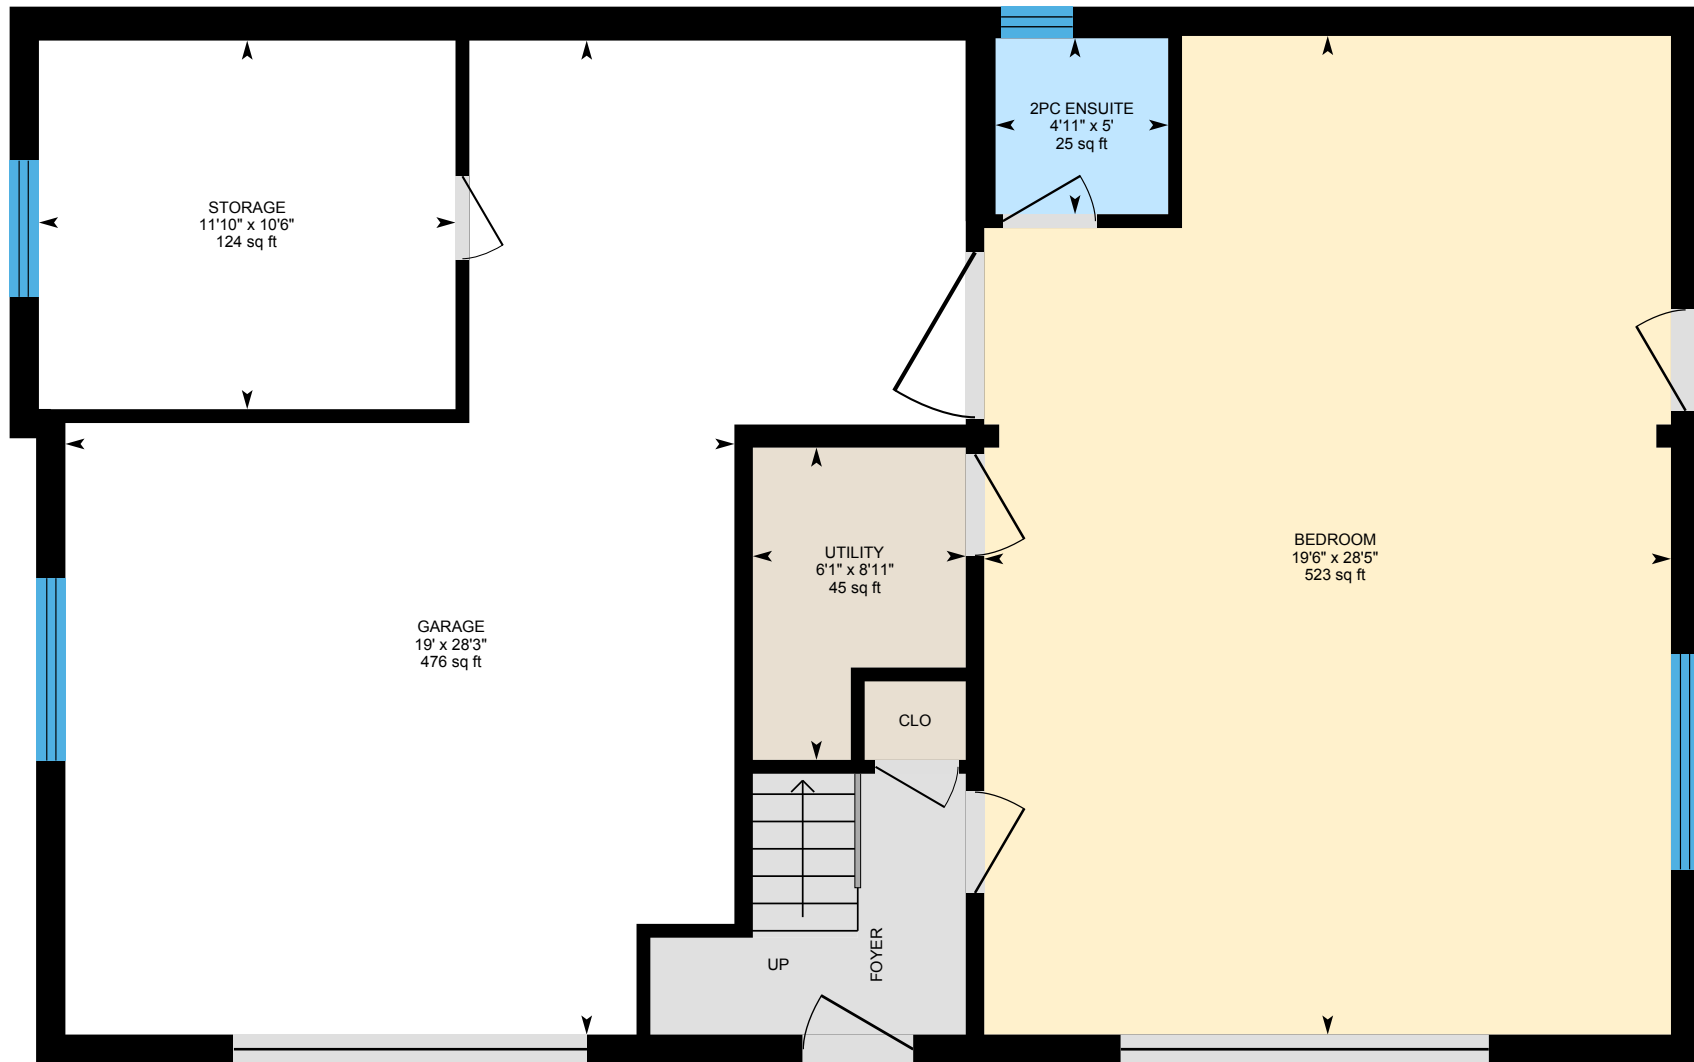 2PC ENSUITE
4'11" x 5'
25 sq ft
STORAGE
11'10" x 10'6"
124 sq ft
UTILITY
6'1" x 8'11"
45 sq ft
BEDROOM
19'6" x 28'5"
523 sq ft
GARAGE
19' x 28'3"
476 sq ft
CLO
UP
FOYER